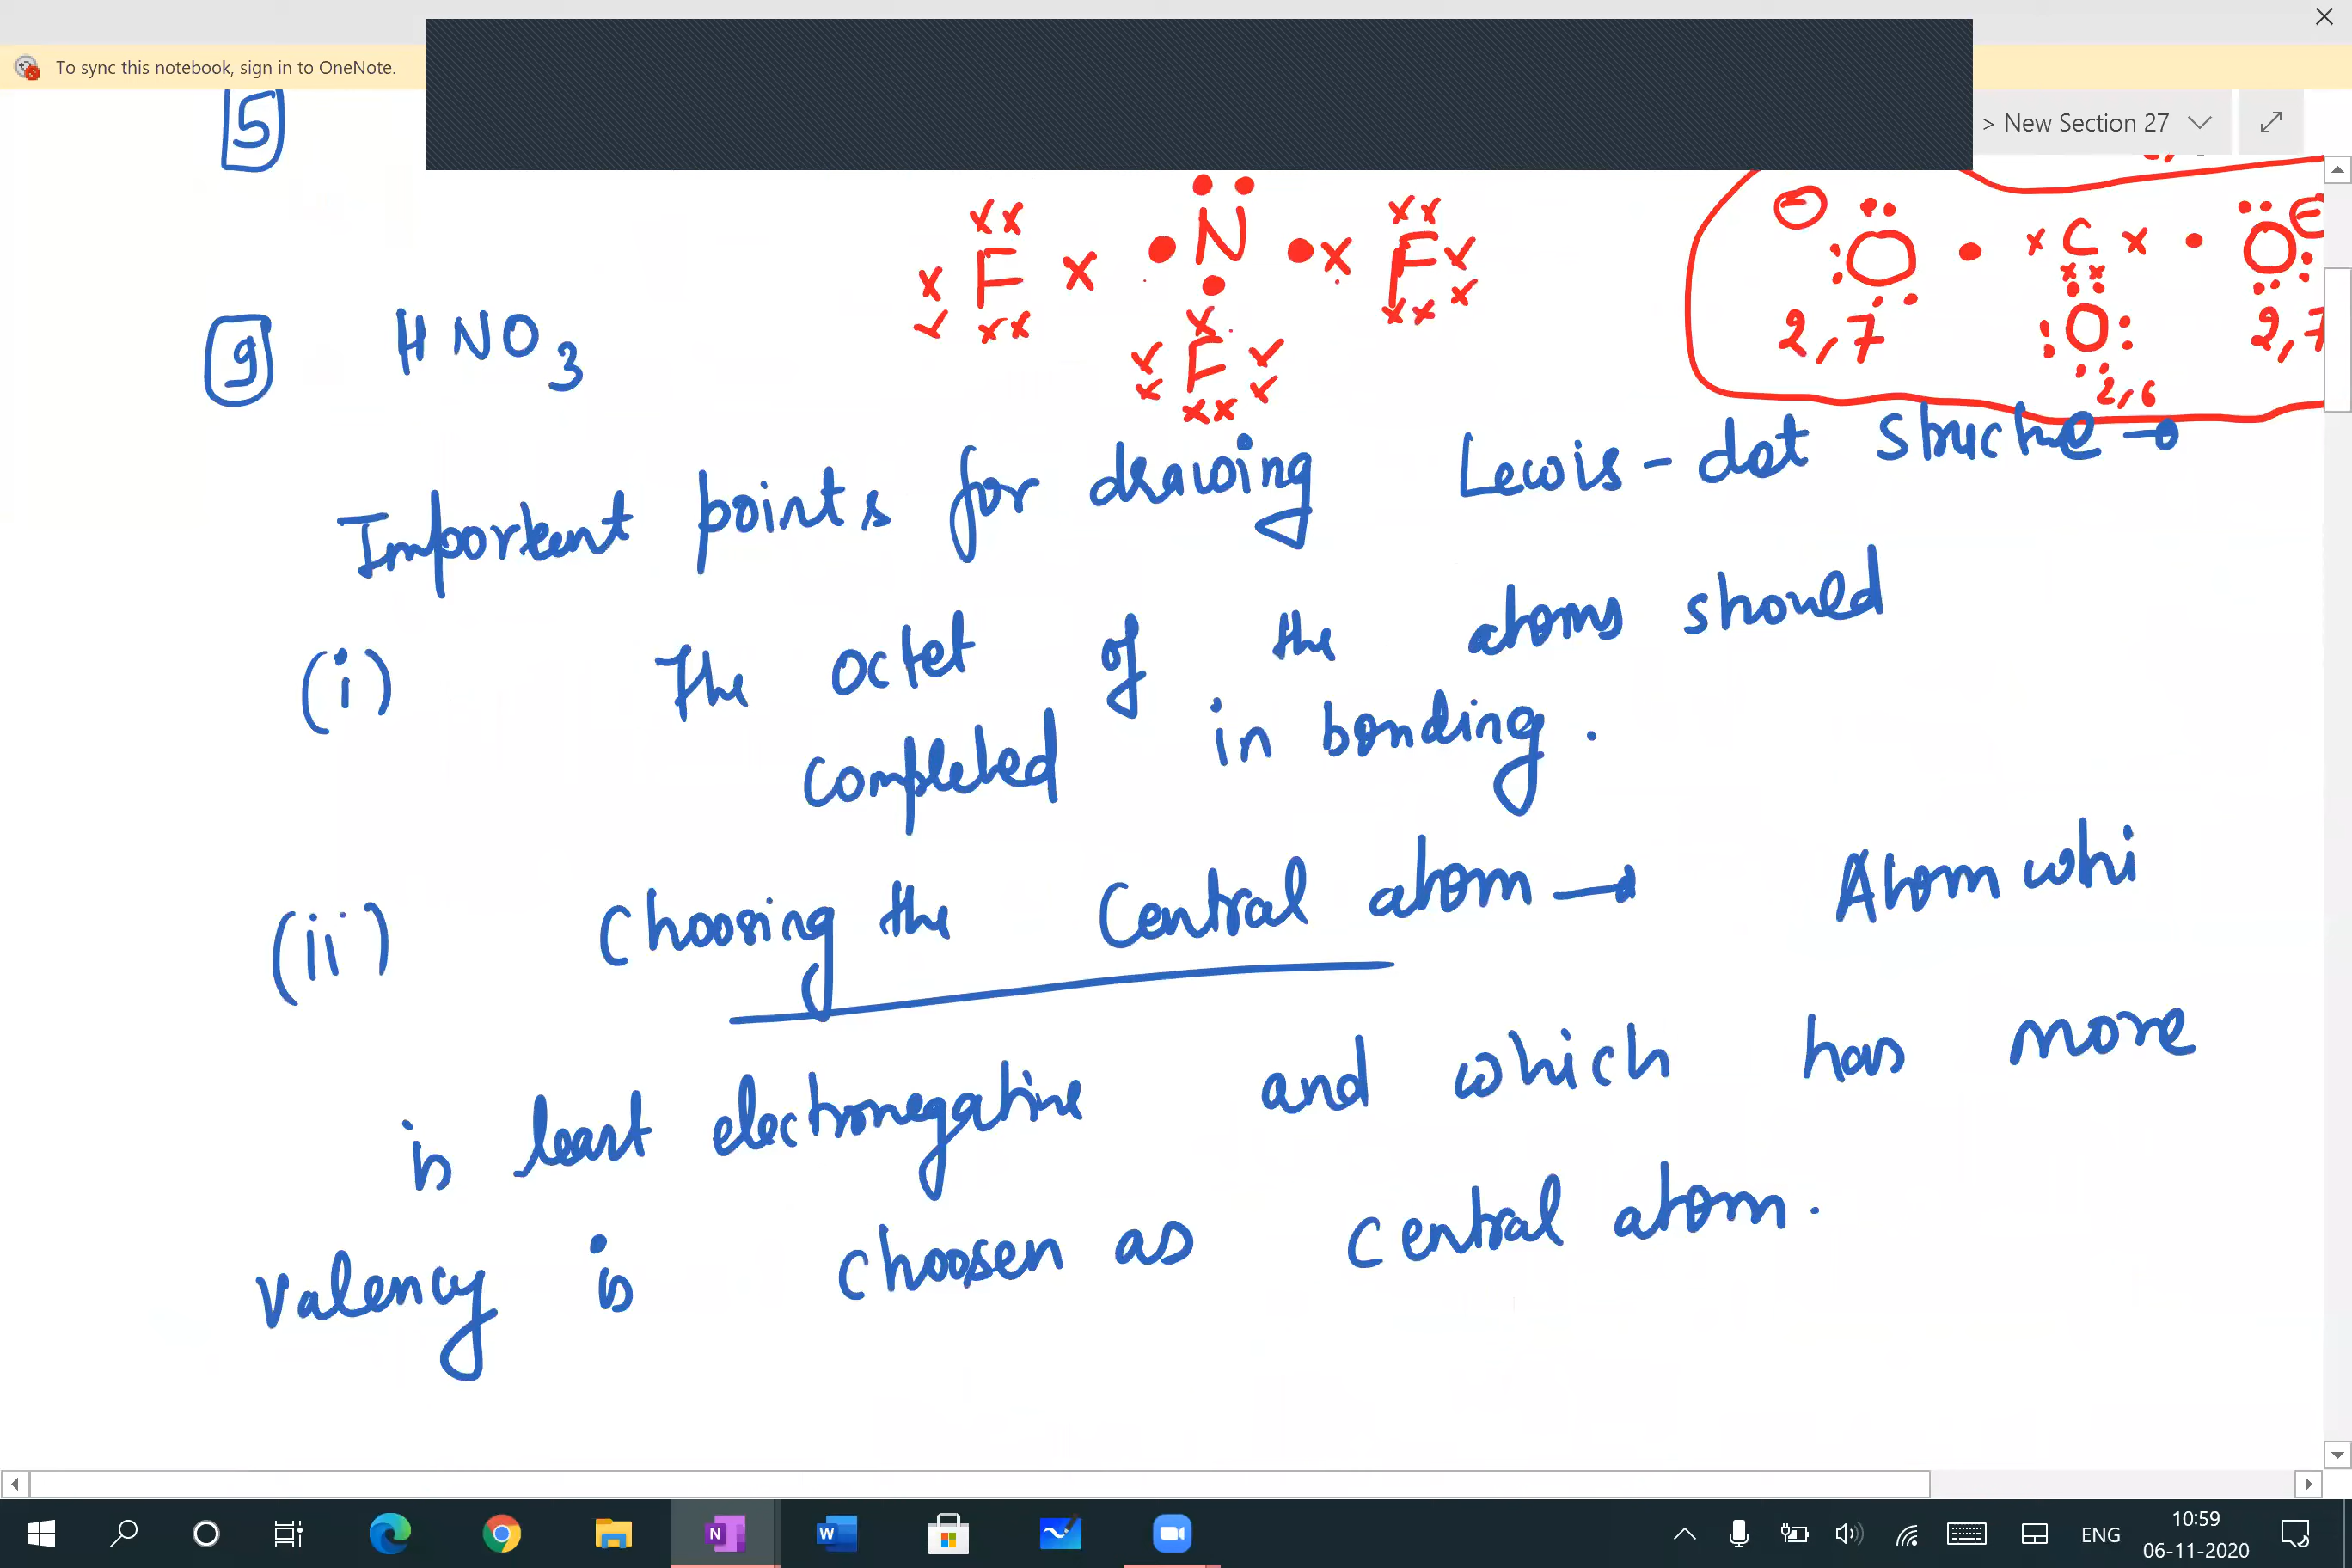 To sync this notebook, sign in to OneNote.
> New Section 27
5
N
F F
F
O C O
O
2,7 2,7
2,6
9 HNO3
Important points for drawing Lewis-dot structure →
(i) The octet of the atoms should
completed in bonding.
(ii) Choosing the Central atom → Atom whi
is least electronegative and which has more
valency is choosen as central atom.
ENG
10:59
06-11-2020